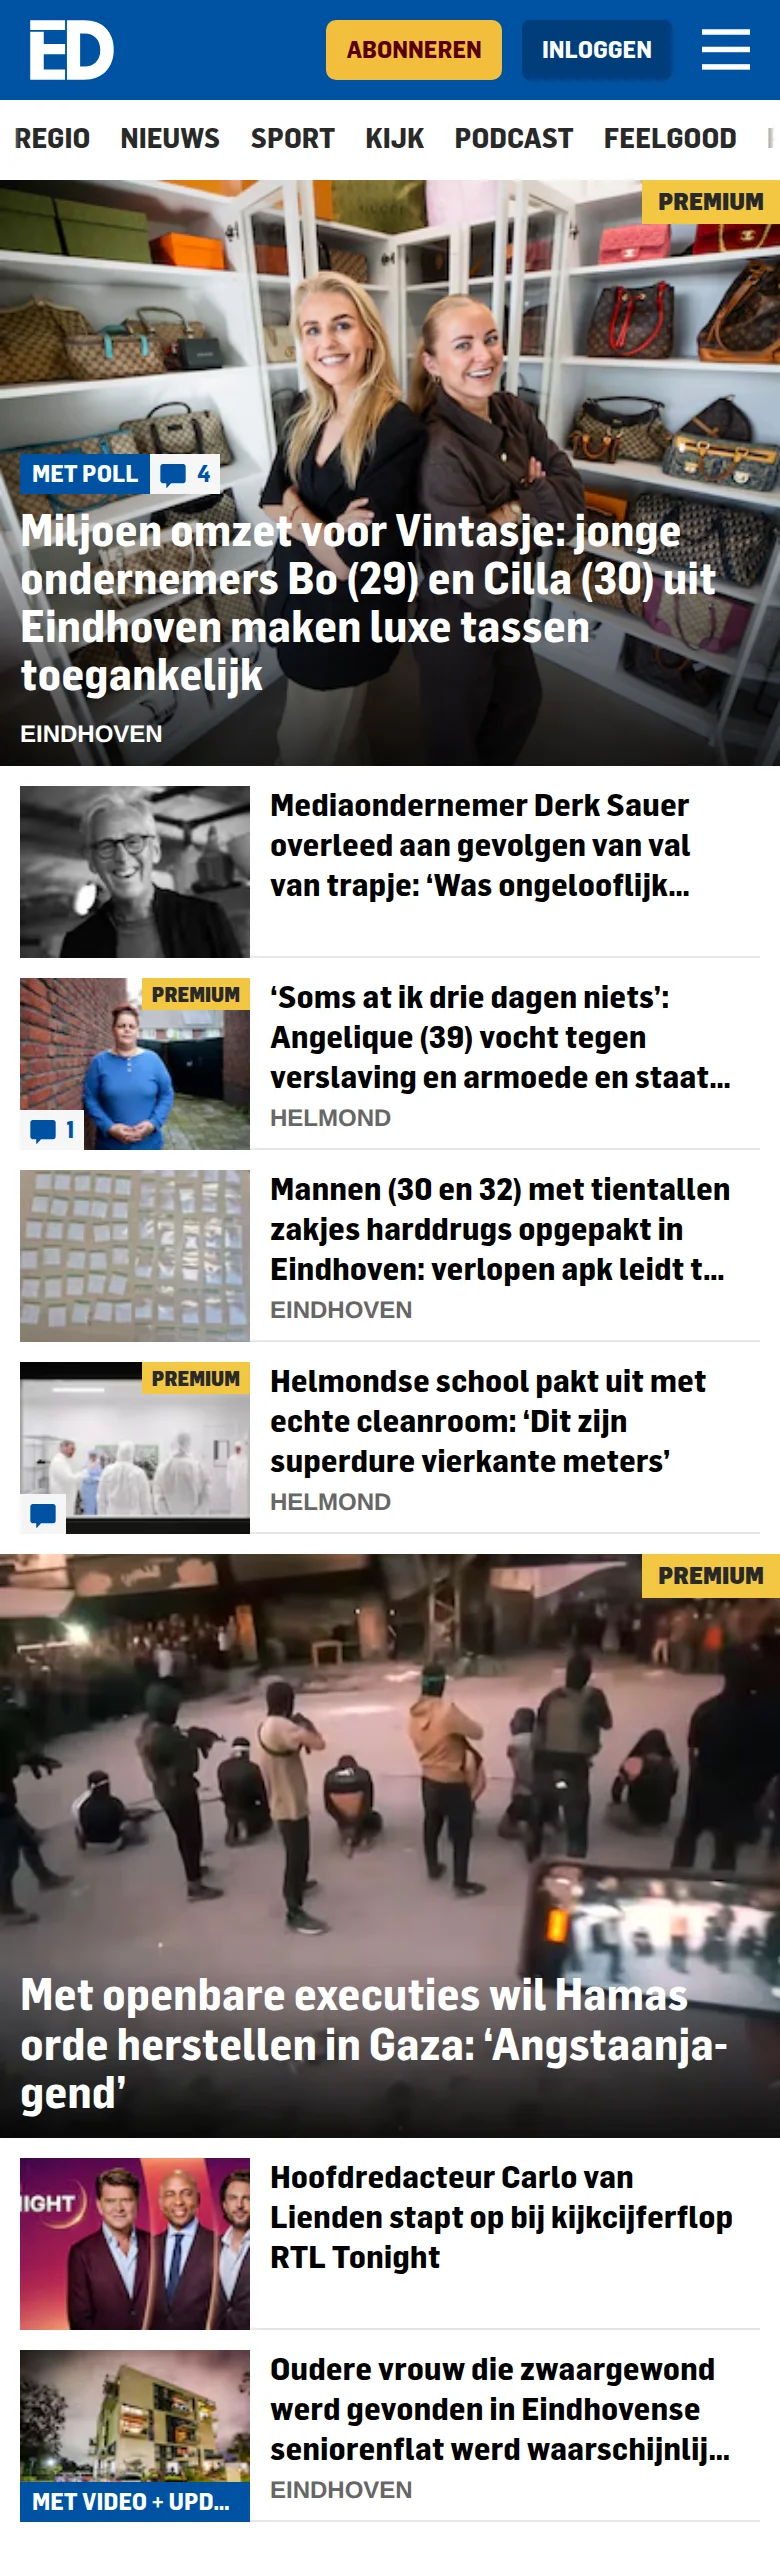 ED
ABONNEREN
INLOGGEN
REGIO NIEUWS SPORT KIJK PODCAST FEELGOOD
PREMIUM
MET POLL
4
Miljoen omzet voor Vintasje: jonge
ondernemers Bo (29) en Cilla (30) uit
Eindhoven maken luxe tassen
toegankelijk
EINDHOVEN
Mediaondernemer Derk Sauer
overleed aan gevolgen van val
van trapje: ‘Was ongelooflijk...
PREMIUM
1
‘Soms at ik drie dagen niets’:
Angelique (39) vocht tegen
verslaving en armoede en staat...
HELMOND
Mannen (30 en 32) met tientallen
zakjes harddrugs opgepakt in
Eindhoven: verlopen apk leidt t...
EINDHOVEN
PREMIUM
Helmondse school pakt uit met
echte cleanroom: ‘Dit zijn
superdure vierkante meters’
HELMOND
PREMIUM
Met openbare executies wil Hamas
orde herstellen in Gaza: ‘Angstaanja-
gend’
IGHT
Hoofdredacteur Carlo van
Lienden stapt op bij kijkcijferflop
RTL Tonight
MET VIDEO + UPD...
Oudere vrouw die zwaargewond
werd gevonden in Eindhovense
seniorenflat werd waarschijnlij...
EINDHOVEN